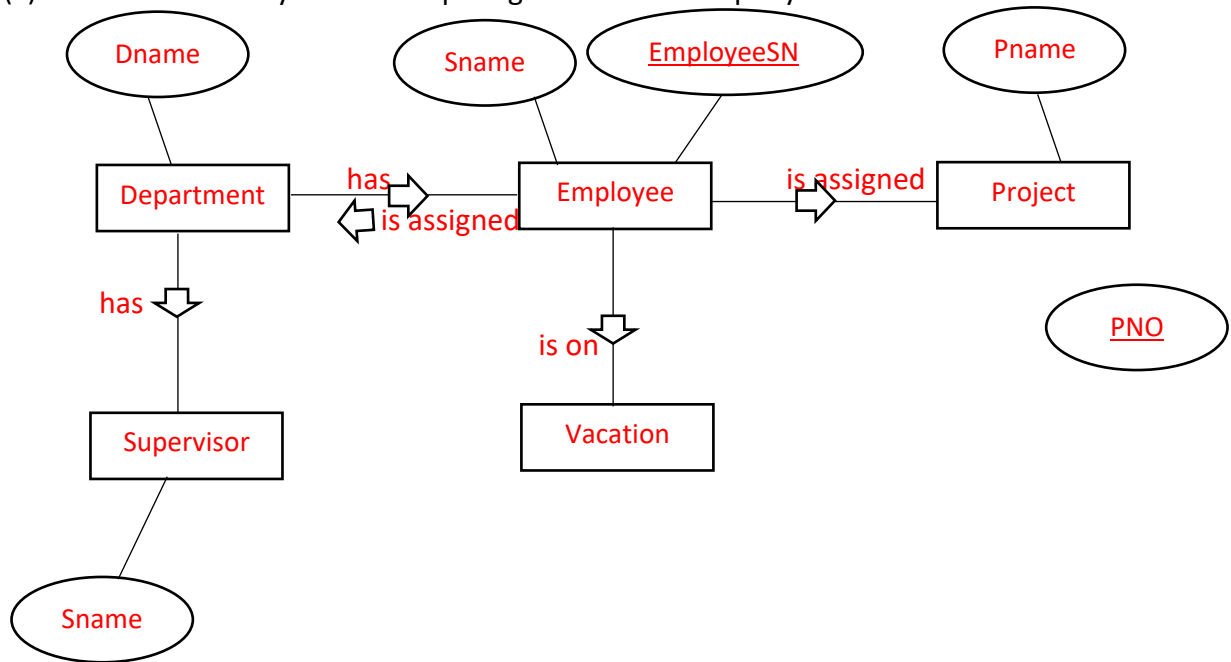 Dname
Sname
EmployeeSN
Pname
Department
has
Employee
is assigned
Project
is assigned
has
is on
PNO
Supervisor
Vacation
Sname